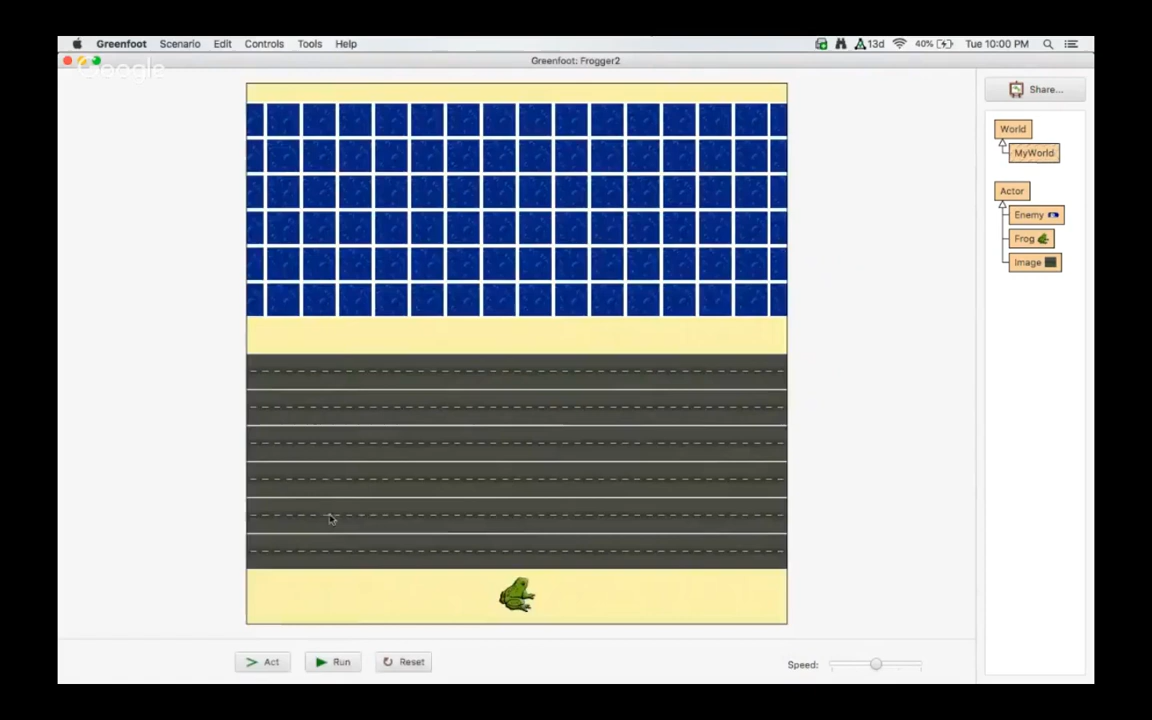 Greenfoot Scenario Edit Controls Tools Help 13d 40% Tue 10:00 PM
Google
Greenfoot: Frogger2
Share...
World
MyWorld
Actor
Enemy
Frog
Image
Act Run Reset Speed: